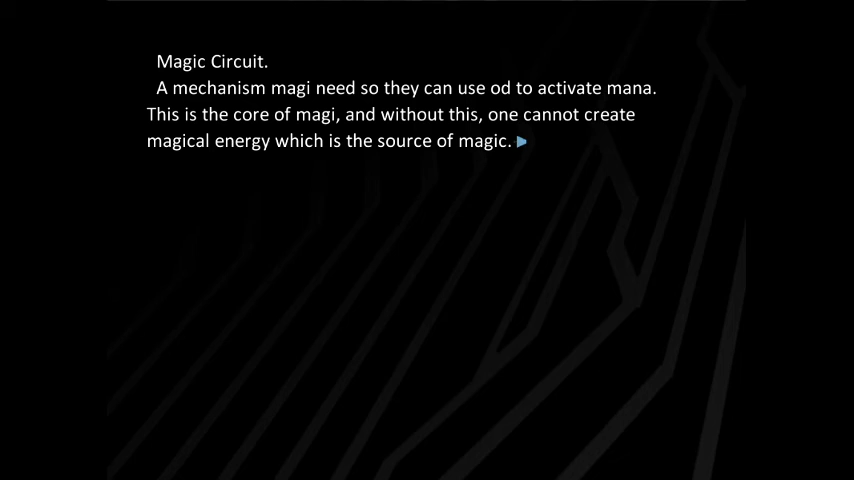 Magic Circuit.
A mechanism magi need so they can use od to activate mana.
This is the core of magi, and without this, one cannot create
magical energy which is the source of magic.